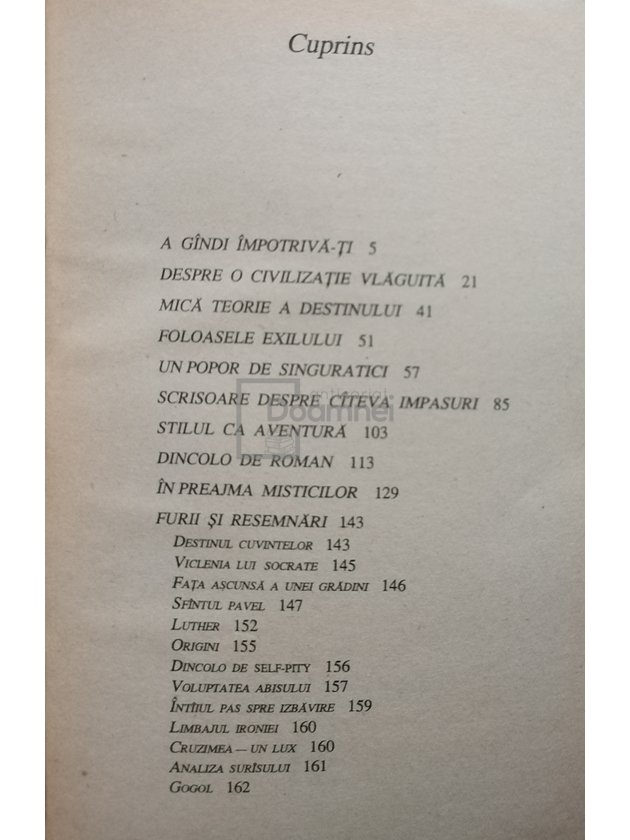 Cuprins
A GÎNDI ÎMPOTRIVĂ-ȚI 5
DESPRE O CIVILIZAȚIE VLĂGUITĂ 21
MICĂ TEORIE A DESTINULUI 41
FOLOASELE EXILULUI 51
UN POPOR DE SINGURATICI 57
anticariat
SCRISOARE DESPRE CÎTEVA IMPASURI 85
Doamnei
STILUL CA AVENTURĂ 103
DINCOLO DE ROMAN 113
ÎN PREAJMA MISTICILOR 129
FURII ȘI RESEMNĂRI 143
DESTINUL CUVINTELOR 143
VICLENIA LUI SOCRATE 145
FAȚA ASCUNSĂ A UNEI GRĂDINI 146
SFÎNTUL PAVEL 147
LUTHER 152
ORIGINI 155
DINCOLO DE SELF-PITY 156
VOLUPTATEA ABISULUI 157
ÎNTÎIUL PAS SPRE IZBĂVIRE 159
LIMBAJUL IRONIEI 160
CRUZIMEA — UN LUX 160
ANALIZA SURÎSULUI 161
GOGOL 162